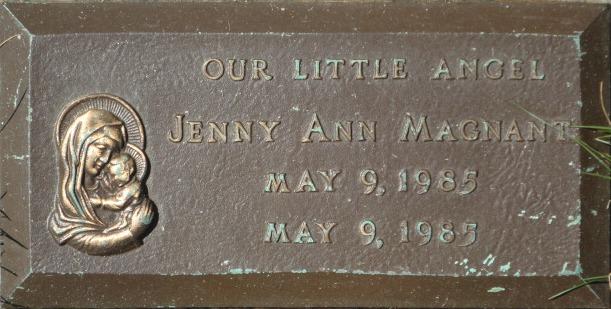 OUR LITTLE ANGEL
JENNY ANN MAGNANT
MAY 9, 1985
MAY 9, 1985